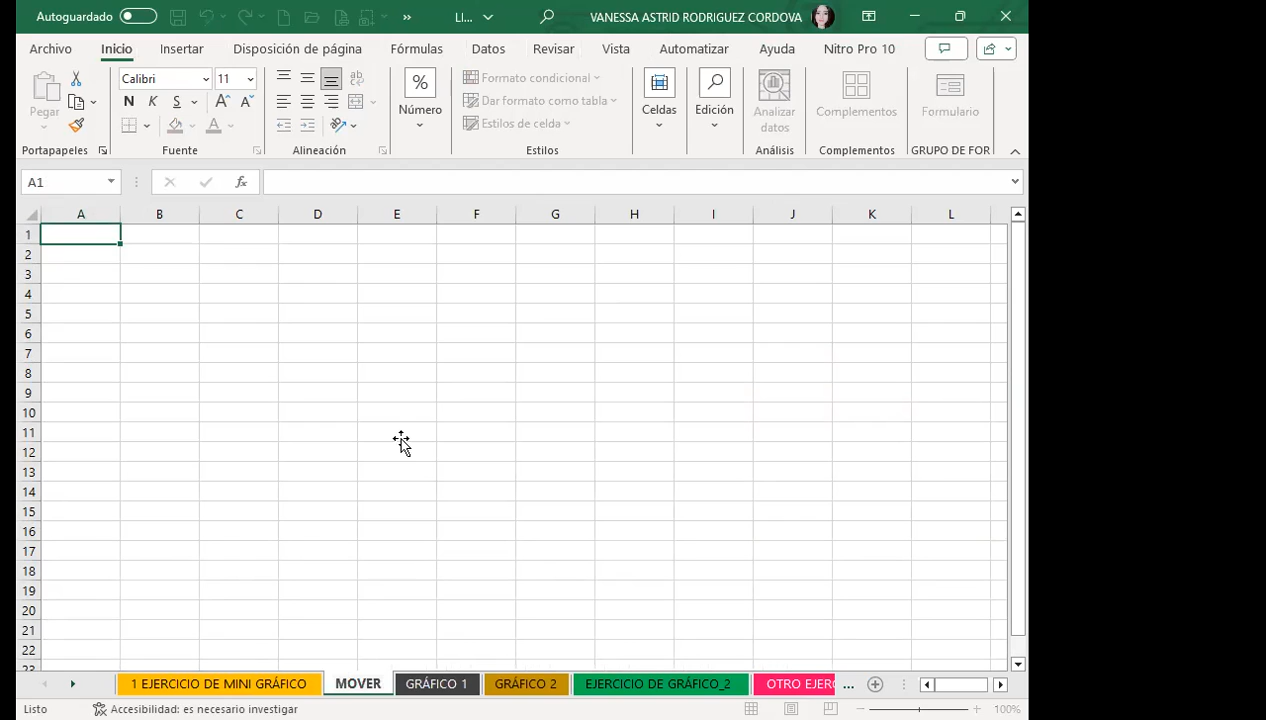 Autoguardado LI... VANESSA ASTRID RODRIGUEZ CORDOVA
Archivo Inicio Insertar Disposición de página Fórmulas Datos Revisar Vista Automatizar Ayuda Nitro Pro 10
Pegar Calibri 11 % Número Formato condicional Celdas Edición Analizar datos Complementos Formulario
N K S A A ab Dar formato como tabla
A Estilos de celda
Portapapeles Fuente Alineación Estilos Análisis Complementos GRUPO DE FOR
A1 fx
A B C D E F G H I J K L
1
2
3
4
5
6
7
8
9
10
11
12
13
14
15
16
17
18
19
20
21
22
23
1 EJERCICIO DE MINI GRÁFICO MOVER GRÁFICO 1 GRÁFICO 2 EJERCICIO DE GRÁFICO_2 OTRO EJERC ...
Listo Accesibilidad: es necesario investigar 100%